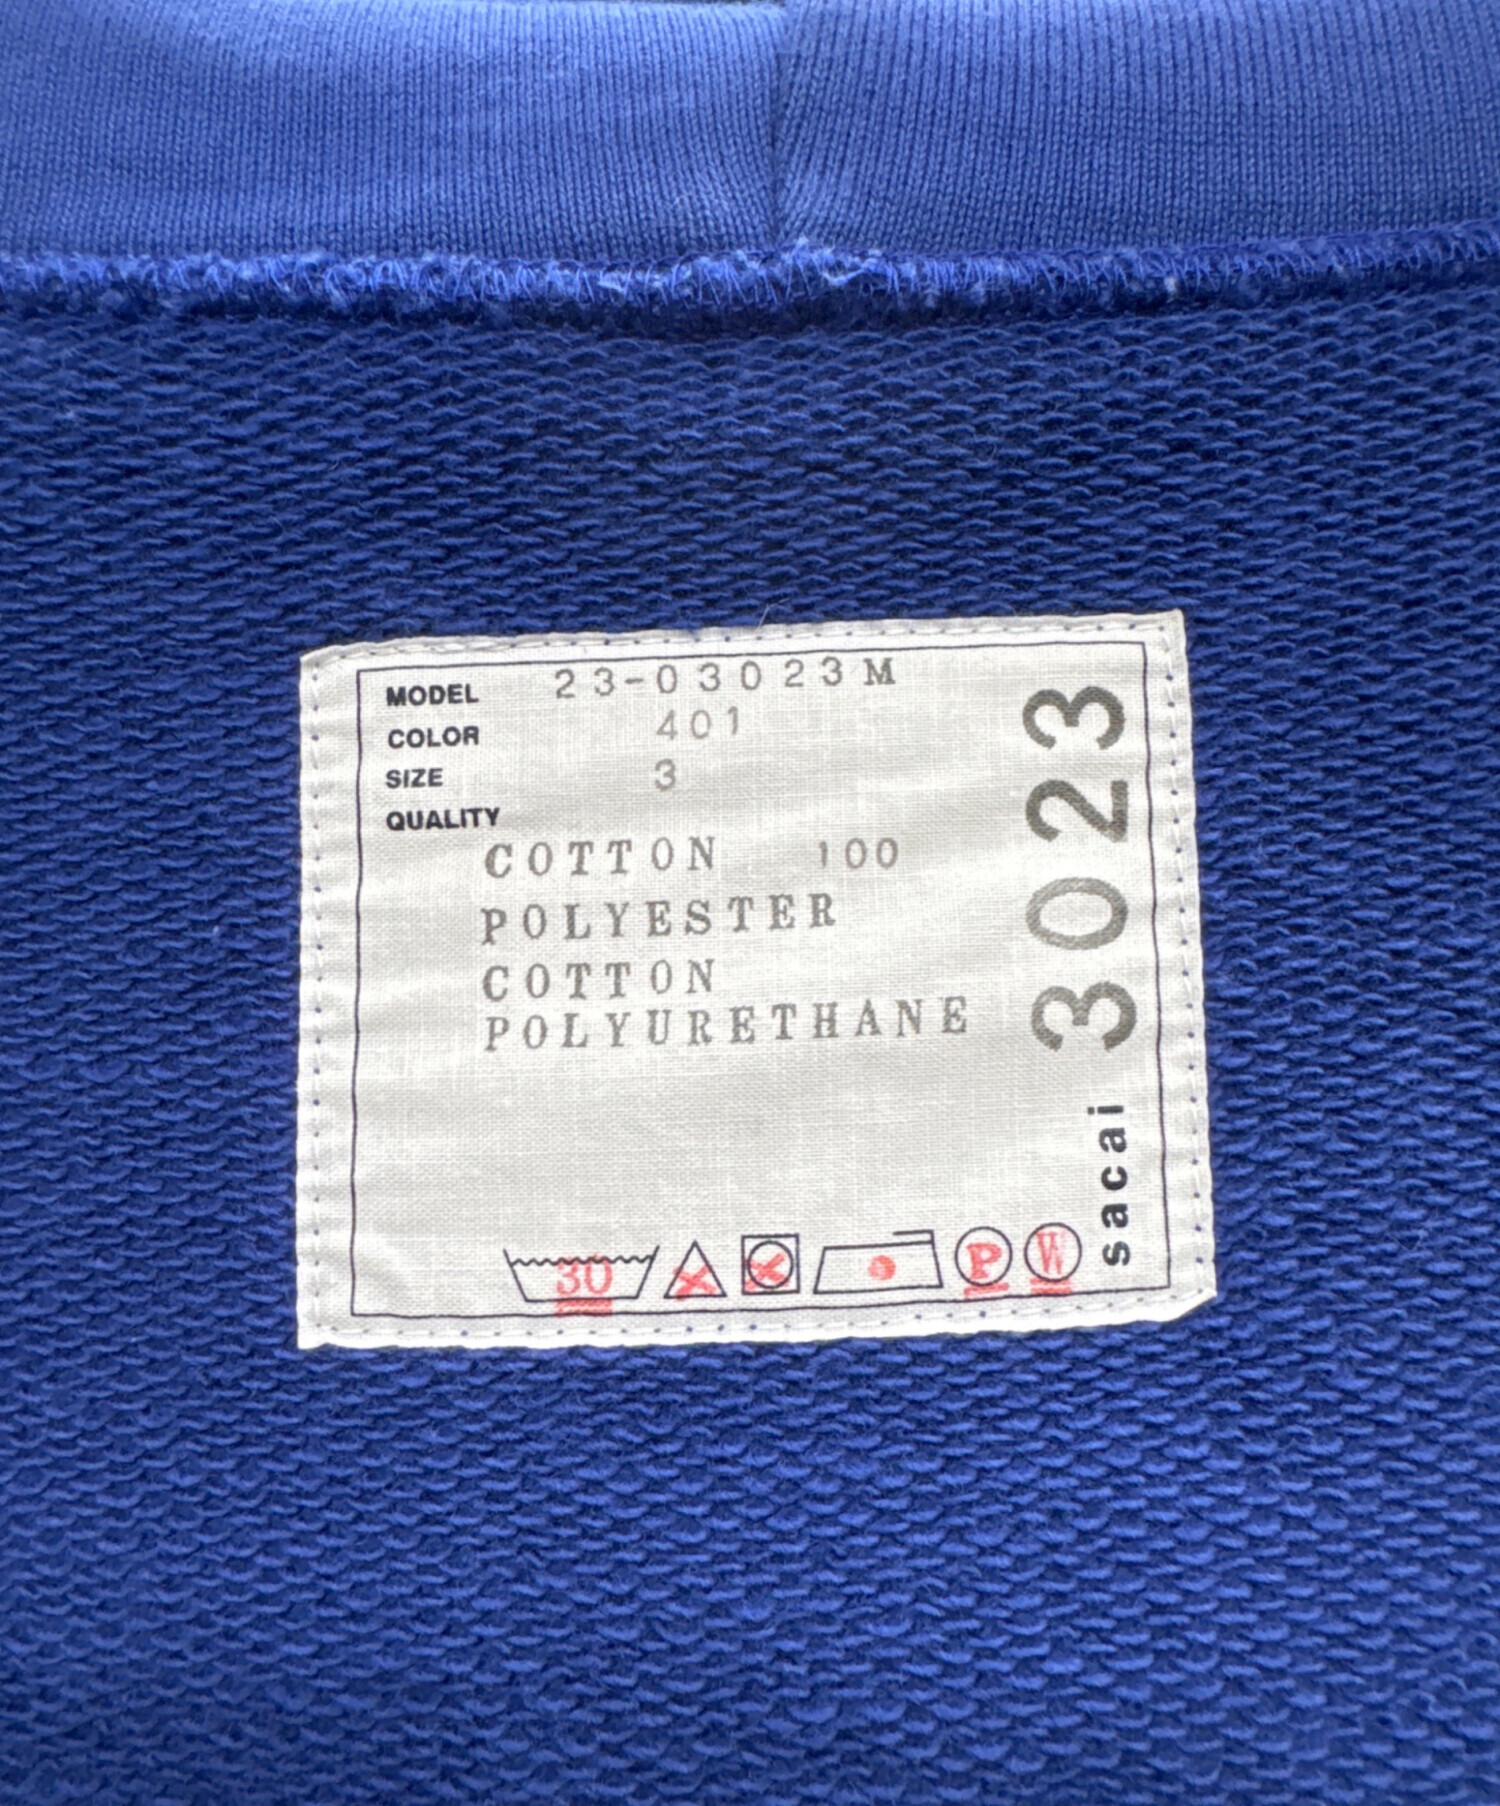 MODEL 23-03023M
COLOR 401
SIZE 3
QUALITY
COTTON 100
POLYESTER
COTTON
POLYURETHANE
30 P W
sacai 3023